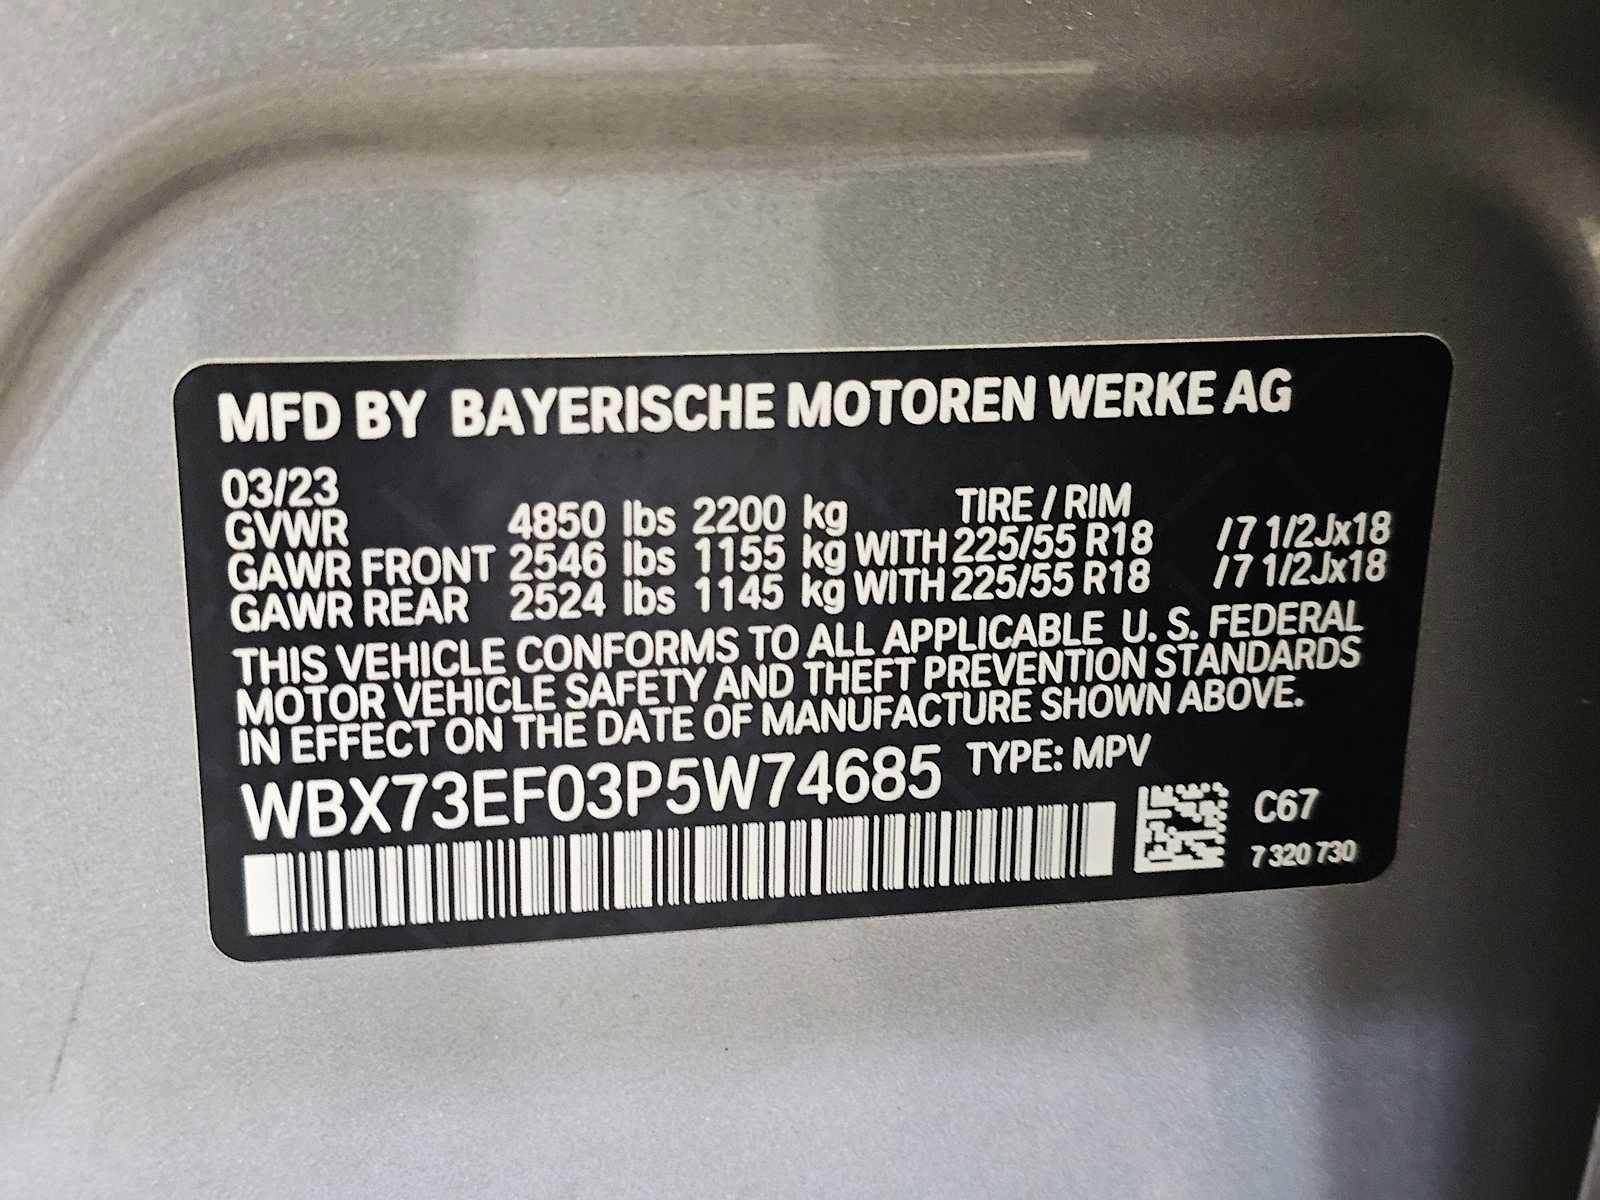 MFD BY BAYERISCHE MOTOREN WERKE AG
03/23 TIRE / RIM
GVWR 4850 lbs 2200 kg
GAWR FRONT 2546 lbs 1155 kg WITH 225/55 R18 /7 1/2Jx18
GAWR REAR 2524 lbs 1145 kg WITH 225/55 R18 /7 1/2Jx18
THIS VEHICLE CONFORMS TO ALL APPLICABLE U. S. FEDERAL
MOTOR VEHICLE SAFETY AND THEFT PREVENTION STANDARDS
IN EFFECT ON THE DATE OF MANUFACTURE SHOWN ABOVE.
WBX73EF03P5W74685 TYPE: MPV
C67
7 320 730